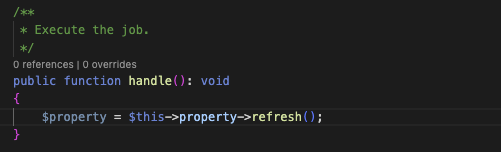 /**
* Execute the job.
*/
0 references | 0 overrides
public function handle(): void
{
$property = $this->property->refresh();
}